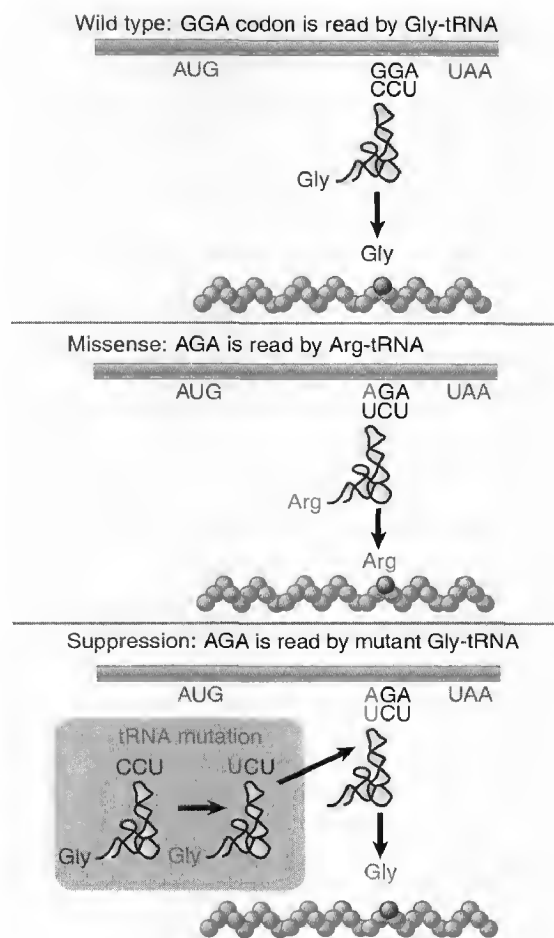 Wild type: GGA codon is read by Gly-tRNA
AUG GGA UAA
CCU
Gly
Gly
Missense: AGA is read by Arg-tRNA
AUG AGA UAA
UCU
Arg
Arg
Suppression: AGA is read by mutant Gly-tRNA
AUG AGA UAA
UCU
tRNA mutation
CCU UCU
Gly Gly
Gly